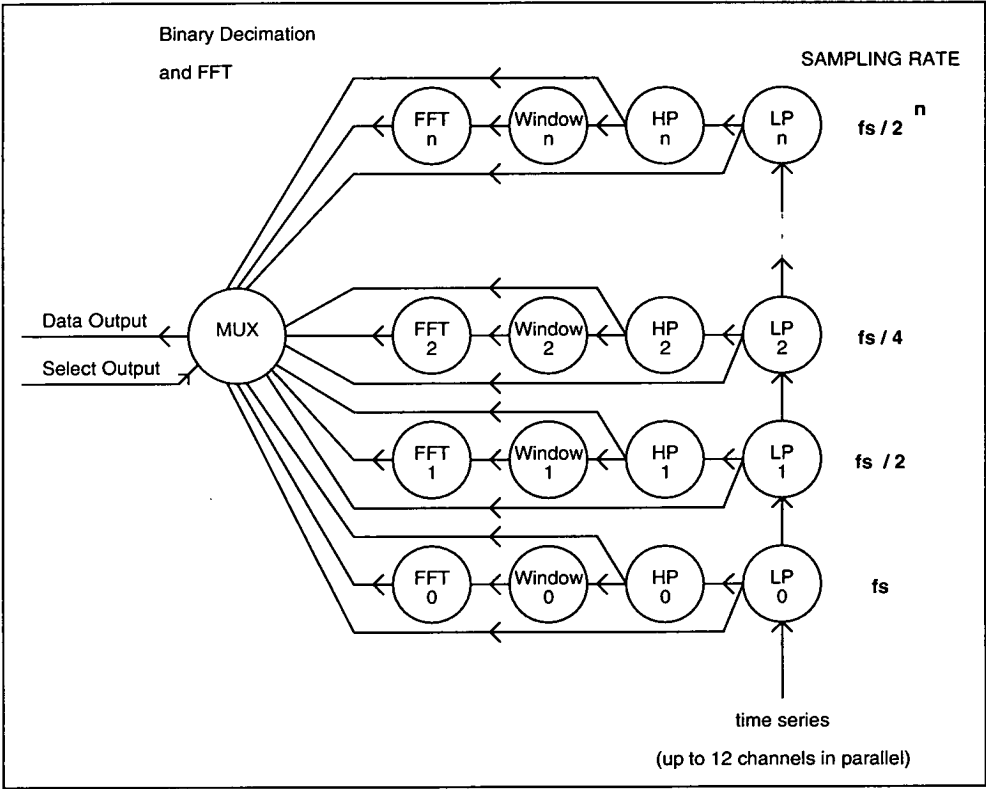 Binary Decimation
and FFT
SAMPLING RATE
FFT
n
Window
n
HP
n
LP
n
fs / 2 n
Data Output
MUX
Select Output
FFT
2
Window
2
HP
2
LP
2
fs / 4
FFT
1
Window
1
HP
1
LP
1
fs / 2
FFT
0
Window
0
HP
0
LP
0
fs
time series
(up to 12 channels in parallel)